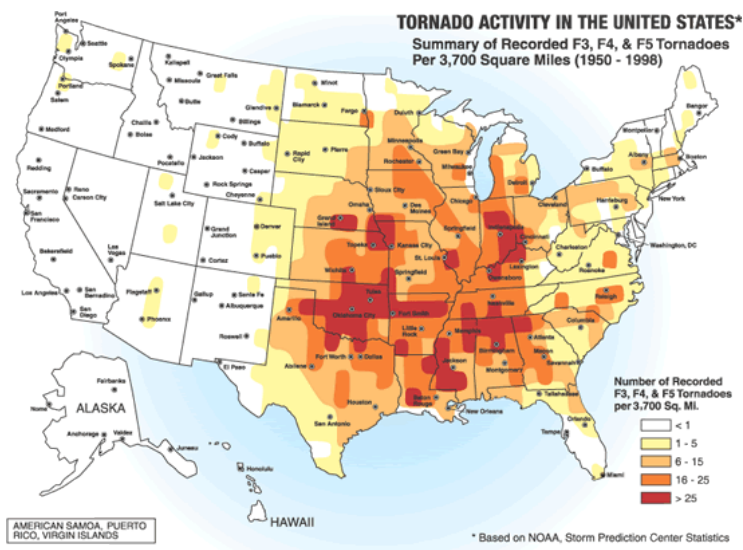 TORNADO ACTIVITY IN THE UNITED STATES*
Summary of Recorded F3, F4, & F5 Tornadoes
Per 3,700 Square Miles (1950 - 1998)
Port
Angeles
Seattle
Olympia
Spokane
Portland
Salem
Medford
Kalispell
Missoula
Great Falls
Butte
Glendive
Billings
Minot
Bismarck
Fargo
Duluth
Challis
Boise
Pocatello
Cody
Buffalo
Jackson
Casper
Rock Springs
Cheyenne
Rapid
City
Pierre
Minneapolis
Rochester
Green Bay
Milwaukee
Bangor
Montpelier
Albany
Boston
Buffalo
Redding
Sacramento
San
Francisco
Reno
Carson City
Salt Lake City
Sioux City
Omaha
Des
Moines
Chicago
Detroit
Cleveland
Harrisburg
New York
Grand
Island
Grand
Junction
Denver
Pueblo
Cortez
Topeka
Kansas City
Springfield
Indianapolis
Cincinnati
Charleston
Washington, DC
Bakersfield
Las
Vegas
Wichita
St. Louis
Springfield
Owensboro
Lexington
Roanoke
Los Angeles
San
Bernadino
San
Diego
Flagstaff
Phoenix
Gallup
Santa Fe
Albuquerque
Roswell
El Paso
Amarillo
Tulsa
Oklahoma City
Fort Smith
Little
Rock
Nashville
Memphis
Raleigh
Columbia
Atlanta
Macon
Savannah
Birmingham
Montgomery
Abilene
Fort Worth
Dallas
Jackson
Houston
San Antonio
Baton
Rouge
New Orleans
Tallahassee
Orlando
Tampa
Miami
Fairbanks
Nome
ALASKA
Anchorage
Valdez
Juneau
Honolulu
HAWAII
Number of Recorded
F3, F4, & F5 Tornadoes
per 3,700 Sq. Mi.
< 1
1 - 5
6 - 15
16 - 25
> 25
AMERICAN SAMOA, PUERTO
RICO, VIRGIN ISLANDS
* Based on NOAA, Storm Prediction Center Statistics